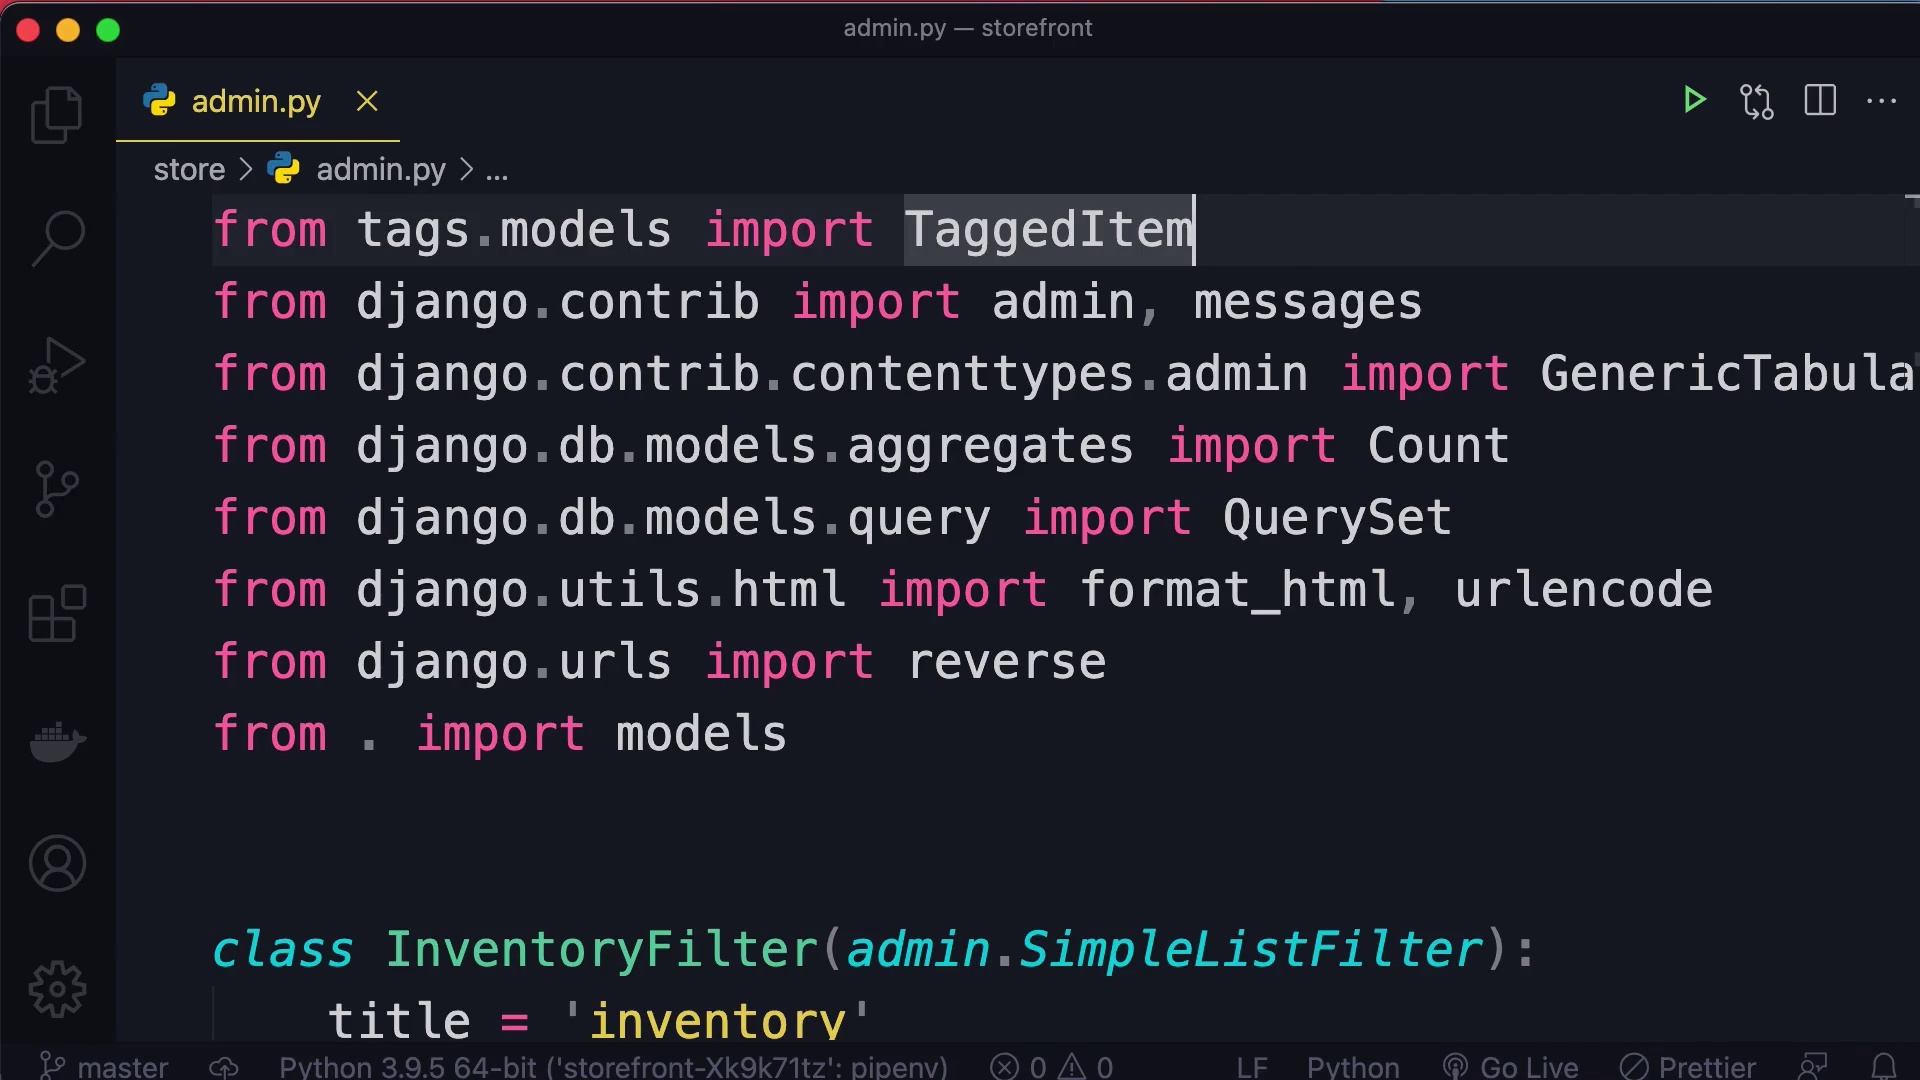 admin.py — storefront
admin.py
store > admin.py > ...
from tags.models import TaggedItem
from django.contrib import admin, messages
from django.contrib.contenttypes.admin import GenericTabula
from django.db.models.aggregates import Count
from django.db.models.query import QuerySet
from django.utils.html import format_html, urlencode
from django.urls import reverse
from . import models
class InventoryFilter(admin.SimpleListFilter):
title = 'inventory'
master Python 3.9.5 64-bit ('storefront-Xk9k71tz': pipenv) 0 0 LF Python Go Live Prettier